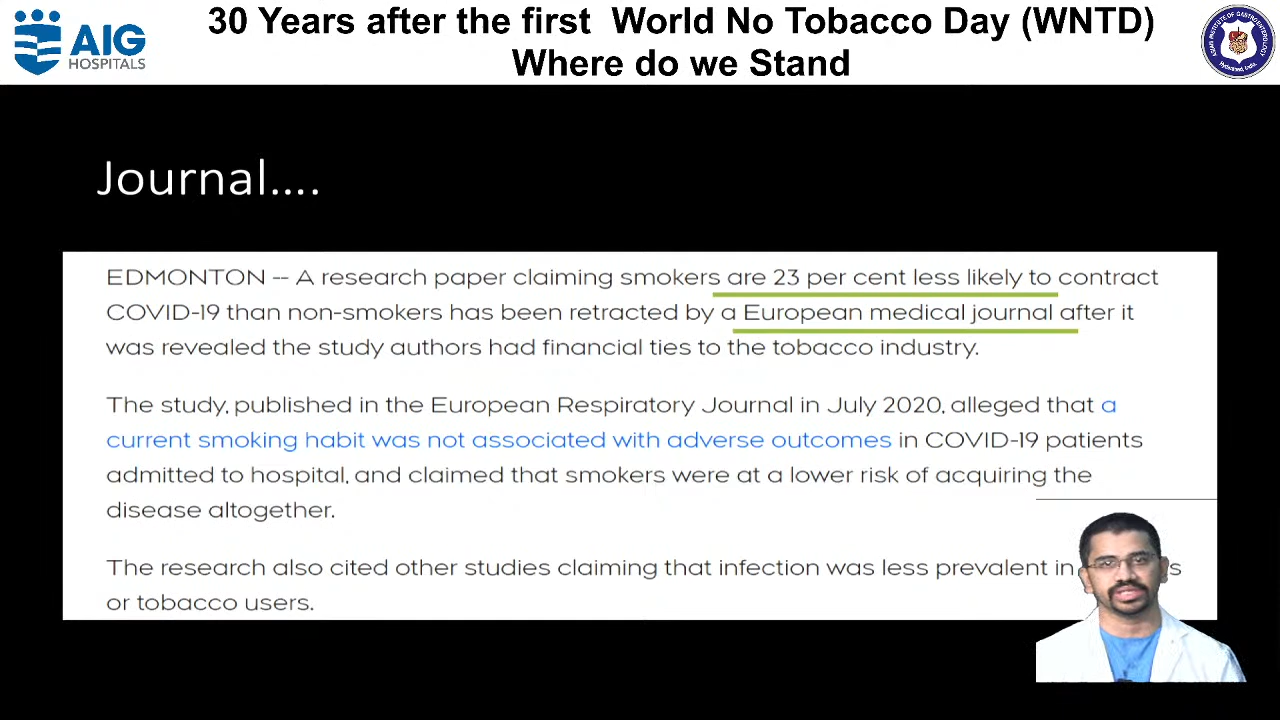 AIG
HOSPITALS
30 Years after the first World No Tobacco Day (WNTD)
Where do we Stand
ASIAN INSTITUTE OF GASTROENTEROLOGY
Hyderabad, India.
Journal....
EDMONTON -- A research paper claiming smokers are 23 per cent less likely to contract
COVID-19 than non-smokers has been retracted by a European medical journal after it
was revealed the study authors had financial ties to the tobacco industry.
The study, published in the European Respiratory Journal in July 2020, alleged that a
current smoking habit was not associated with adverse outcomes in COVID-19 patients
admitted to hospital, and claimed that smokers were at a lower risk of acquiring the
disease altogether.
The research also cited other studies claiming that infection was less prevalent in
or tobacco users.